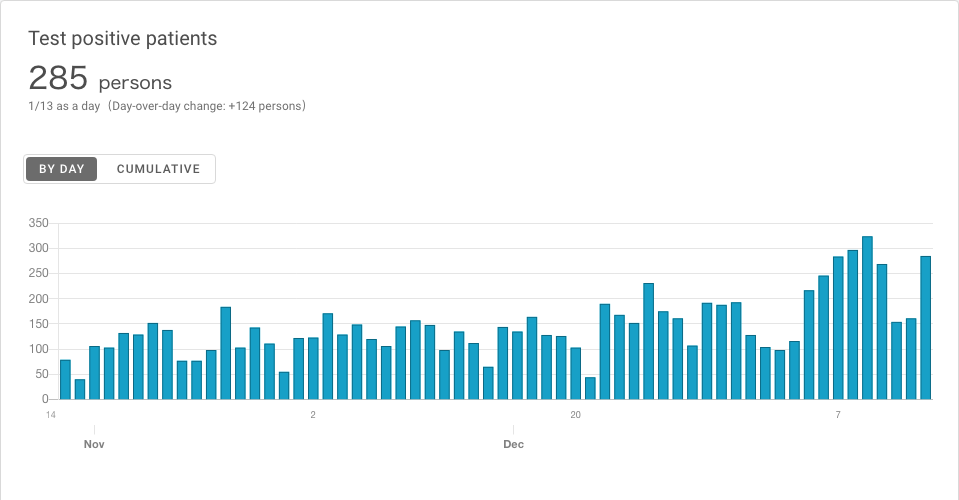 Test positive patients
285 persons
1/13 as a day (Day-over-day change: +124 persons)
BY DAY CUMULATIVE
350
300
250
200
150
100
50
0
14 2 20 7
Nov Dec